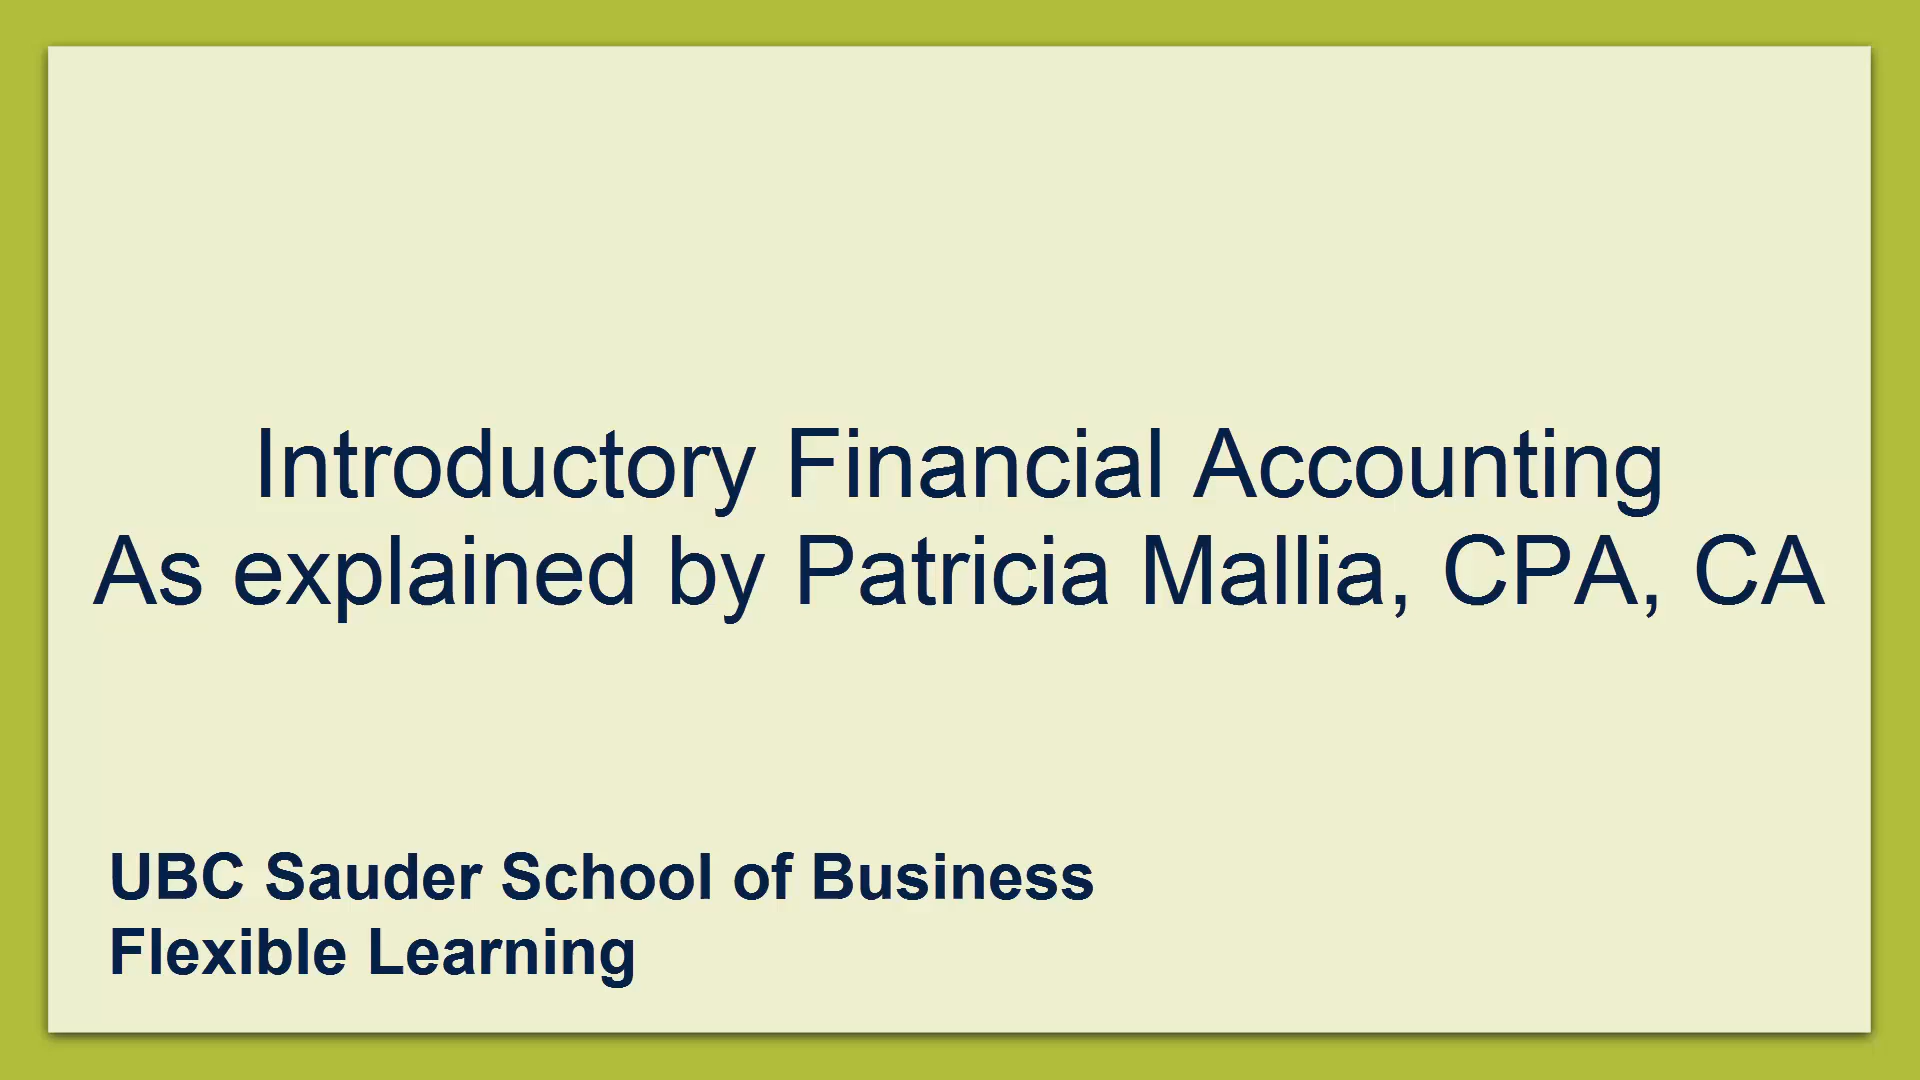 Introductory Financial Accounting
As explained by Patricia Mallia, CPA, CA
UBC Sauder School of Business
Flexible Learning